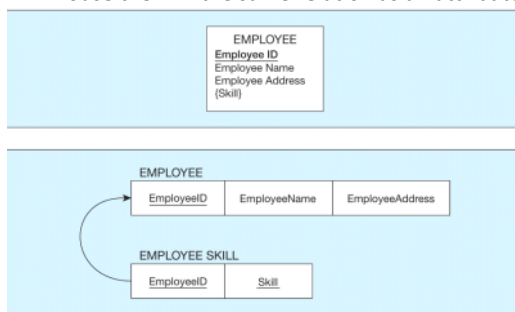 EMPLOYEE
Employee ID
Employee Name
Employee Address
{Skill}
EMPLOYEE
EmployeeID EmployeeName EmployeeAddress
EMPLOYEE SKILL
EmployeeID Skill